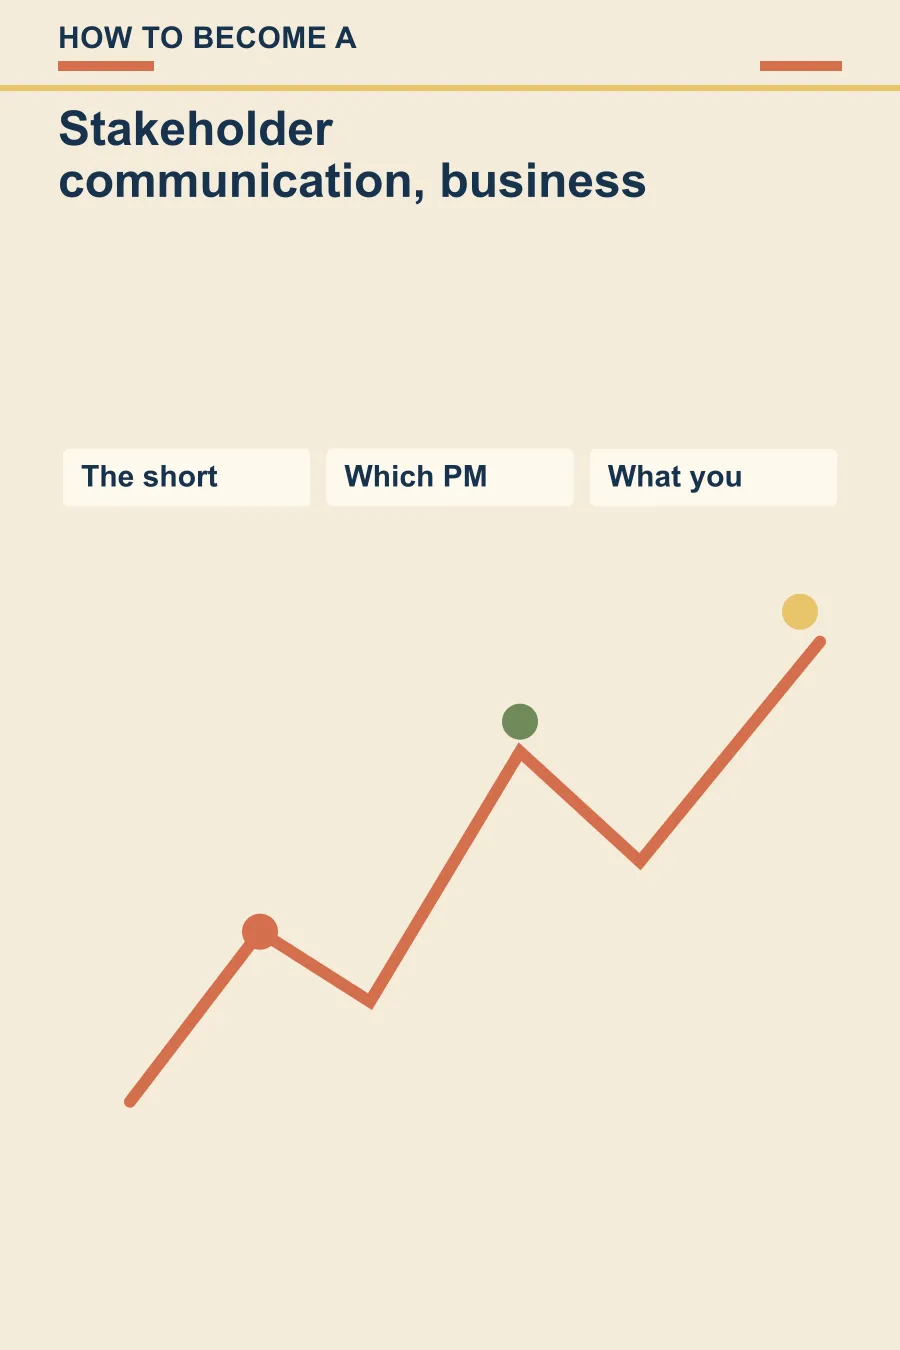 HOW TO BECOME A
Stakeholder
communication, business
The short
Which PM
What you